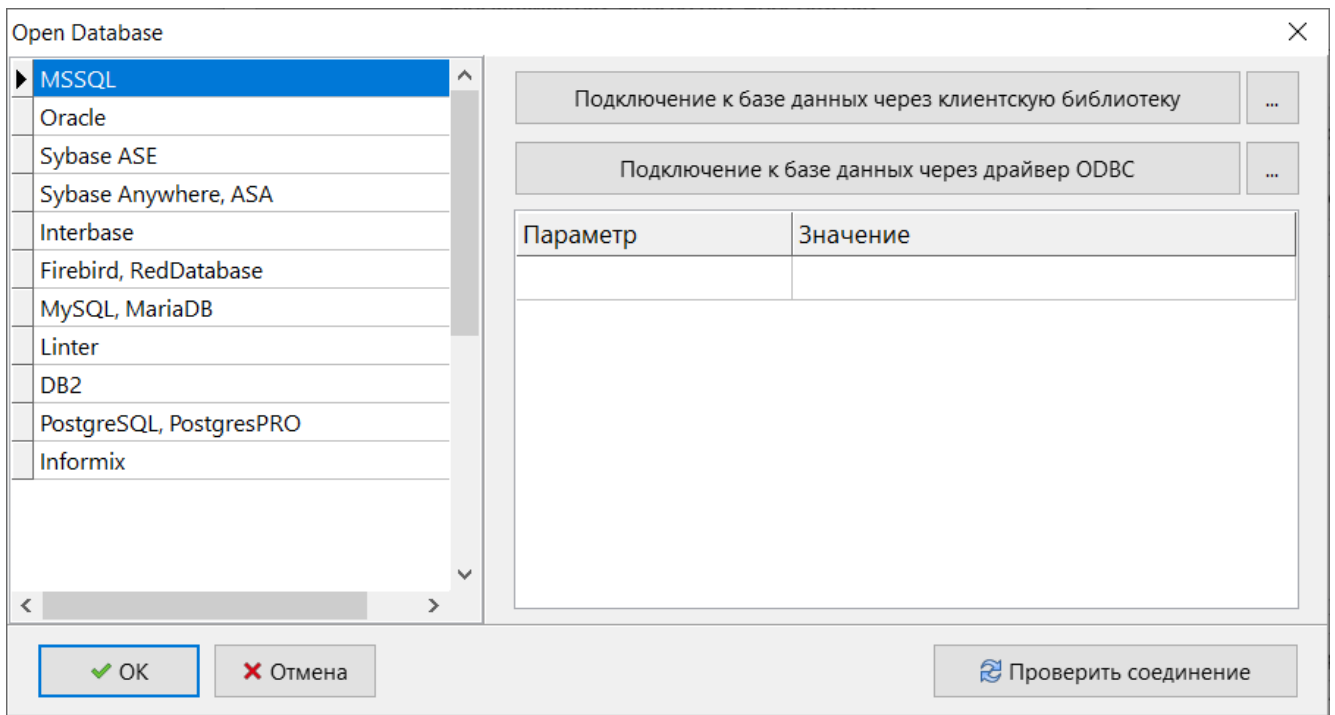 Open Database
MSSQL
Oracle
Sybase ASE
Sybase Anywhere, ASA
Interbase
Firebird, RedDatabase
MySQL, MariaDB
Linter
DB2
PostgreSQL, PostgresPRO
Informix
Подключение к базе данных через клиентскую библиотеку
...
Подключение к базе данных через драйвер ODBC
...
Параметр Значение
OK
Отмена
Проверить соединение